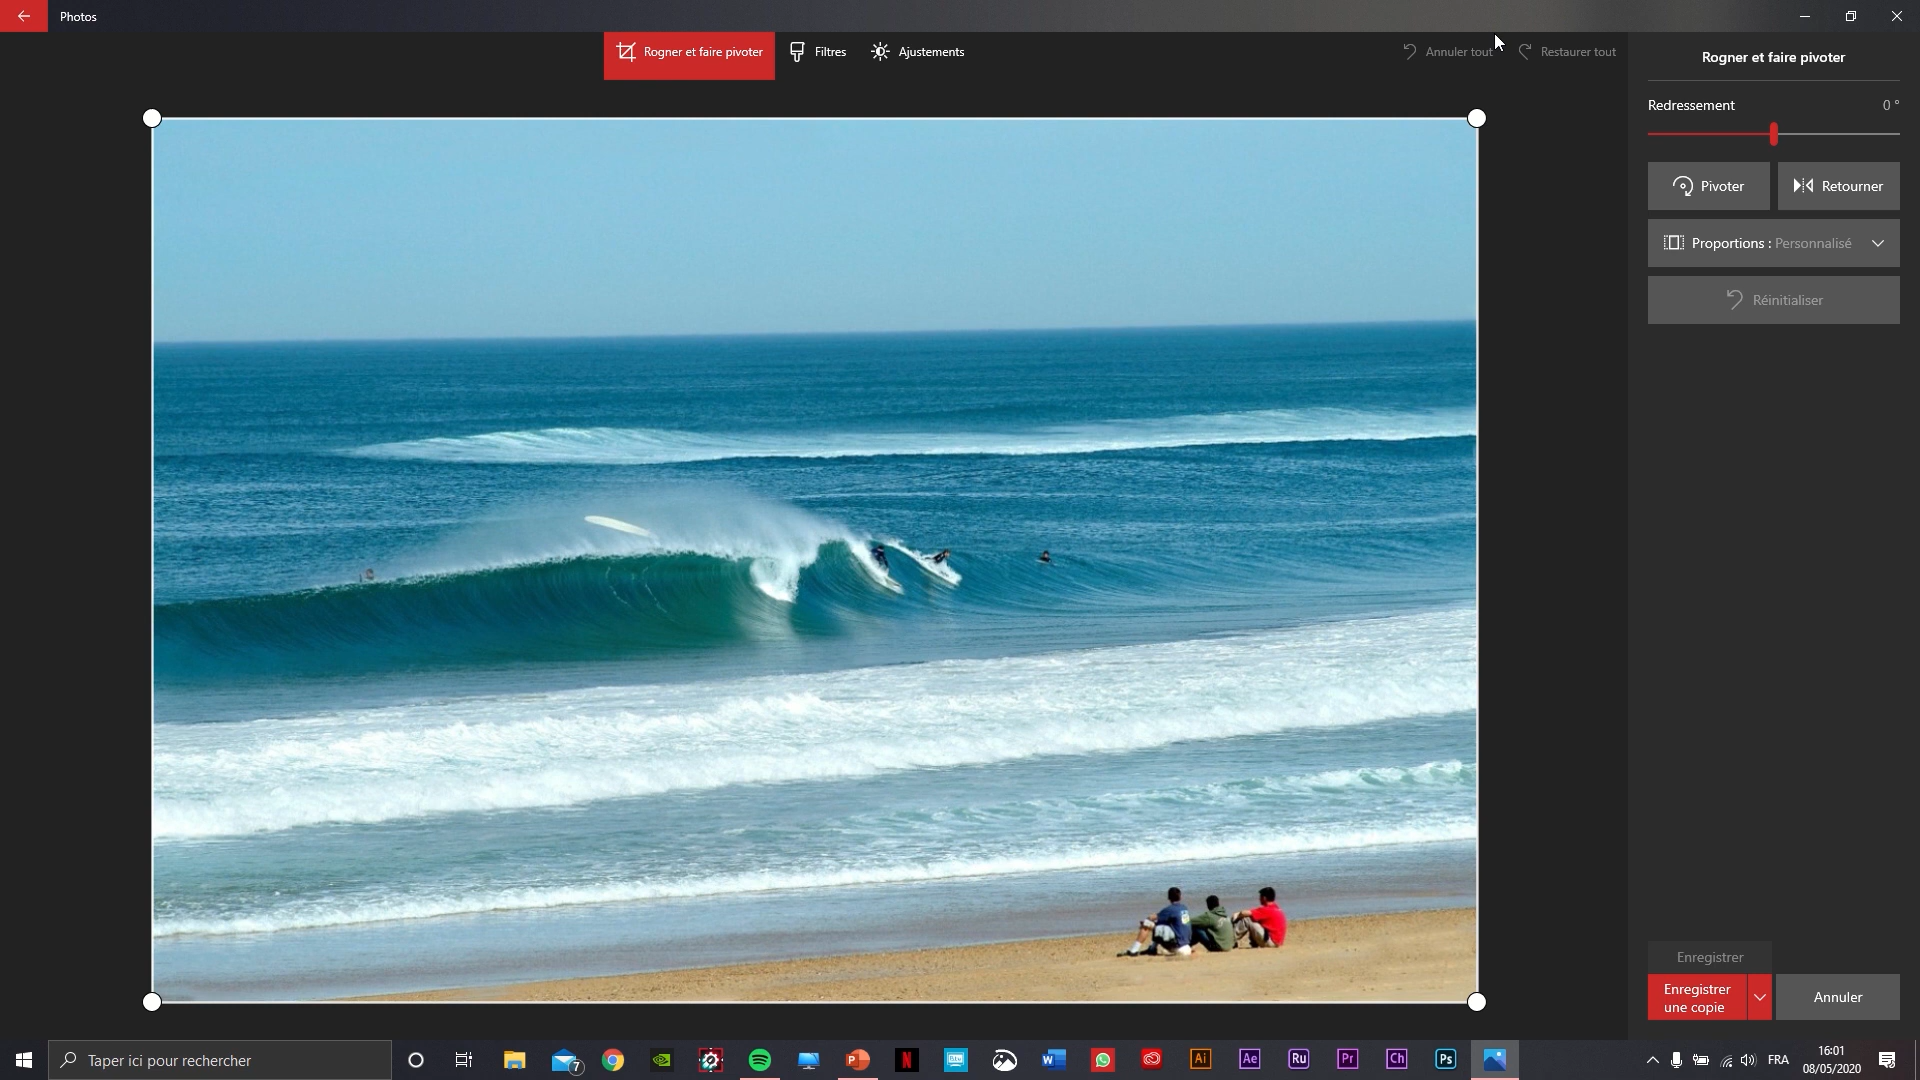 Photos
Rogner et faire pivoter
Filtres
Ajustements
Annuler tout
Restaurer tout
Rogner et faire pivoter
Redressement
0 °
Pivoter
Retourner
Proportions : Personnalisé
Réinitialiser
Enregistrer
Enregistrer
une copie
Annuler
Taper ici pour rechercher
7
P
N
W
Ai
Ae
Ru
Pr
Ch
Ps
FRA
16:01
08/05/2020